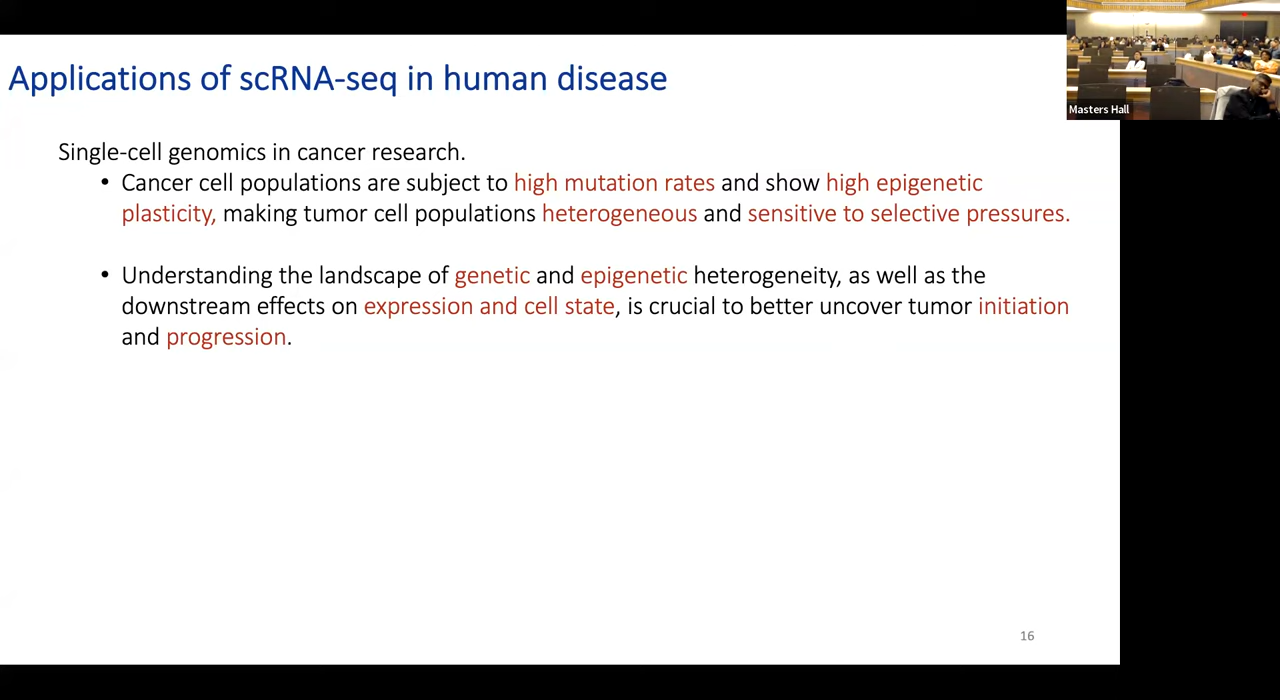 Applications of scRNA-seq in human disease
Masters Hall
Single-cell genomics in cancer research.
• Cancer cell populations are subject to high mutation rates and show high epigenetic
plasticity, making tumor cell populations heterogeneous and sensitive to selective pressures.
• Understanding the landscape of genetic and epigenetic heterogeneity, as well as the
downstream effects on expression and cell state, is crucial to better uncover tumor initiation
and progression.
16